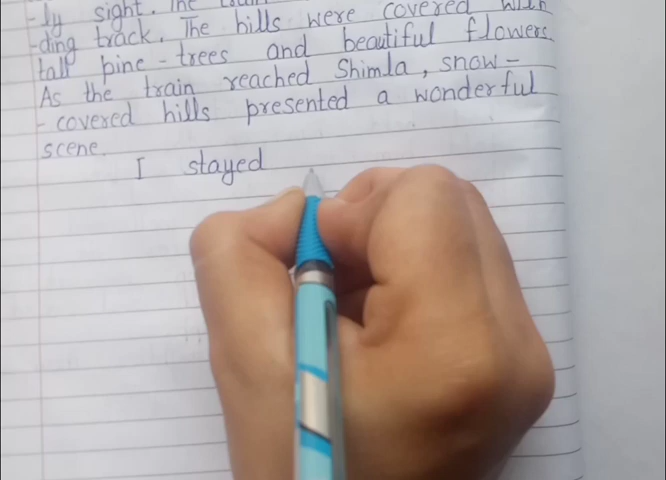 -ly sight. The
-ding track. The hills were covered with
tall pine-trees and beautiful flowers.
As the train reached Shimla, snow-
-covered hills presented a wonderful
scene.
I stayed